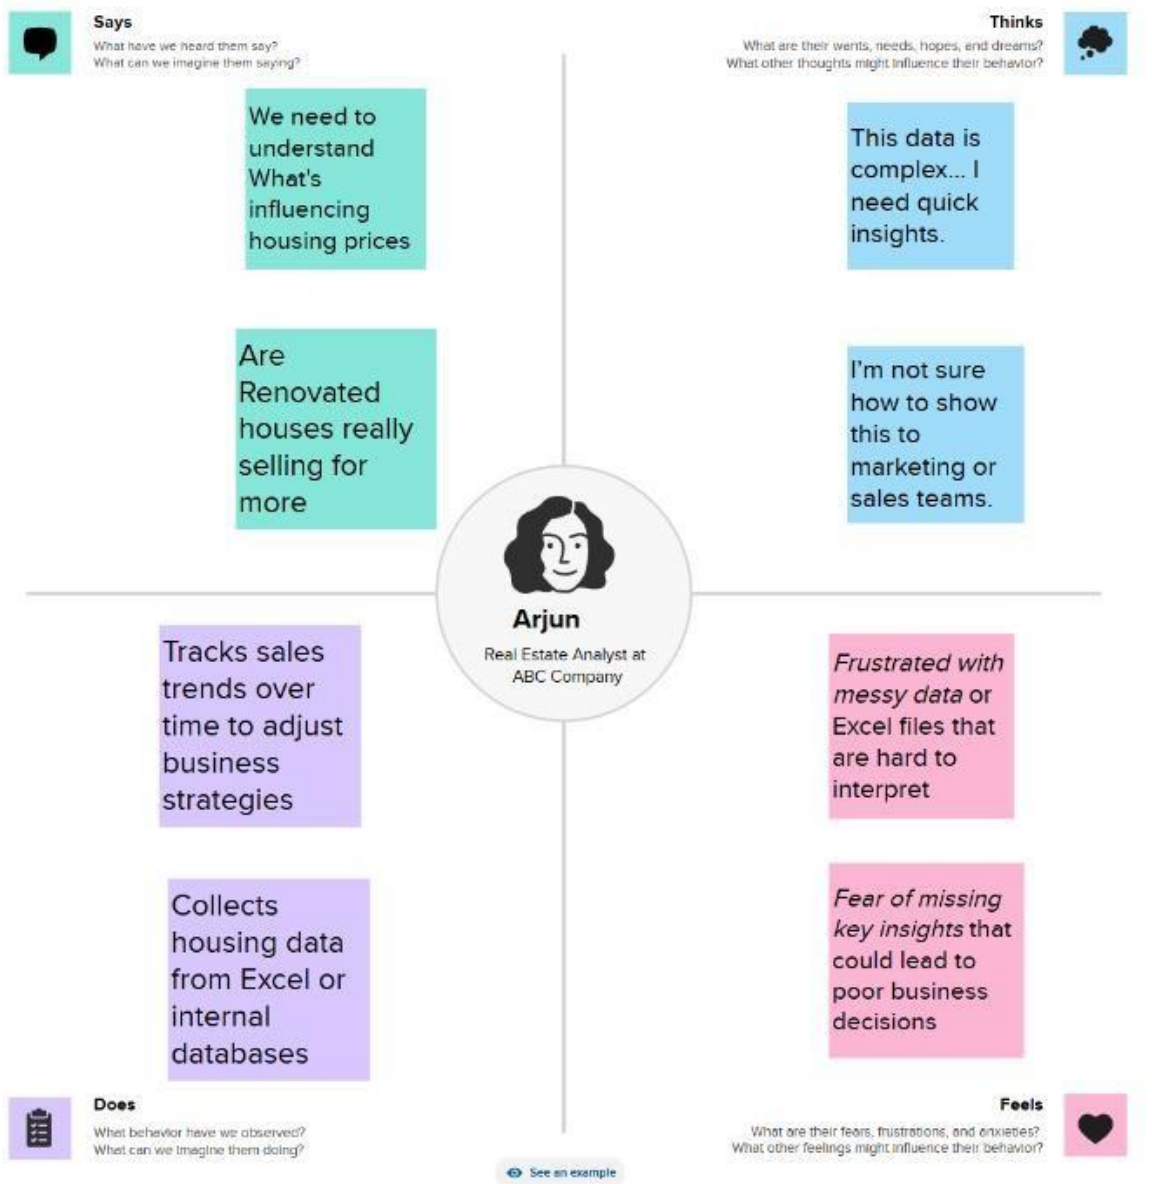 Says
What have we heard them say?
What can we imagine them saying?
We need to
understand
What's
influencing
housing prices
Are
Renovated
houses really
selling for
more
Thinks
What are their wants, needs, hopes, and dreams?
What other thoughts might influence their behavior?
This data is
complex... I
need quick
insights.
I'm not sure
how to show
this to
marketing or
sales teams.
Arjun
Real Estate Analyst at
ABC Company
Tracks sales
trends over
time to adjust
business
strategies
Collects
housing data
from Excel or
internal
databases
Does
What behavior have we observed?
What can we imagine them doing?
Frustrated with
messy data or
Excel files that
are hard to
interpret
Fear of missing
key insights that
could lead to
poor business
decisions
Feels
What are their fears, frustrations, and anxieties?
What other feelings might influence their behavior?
See an example